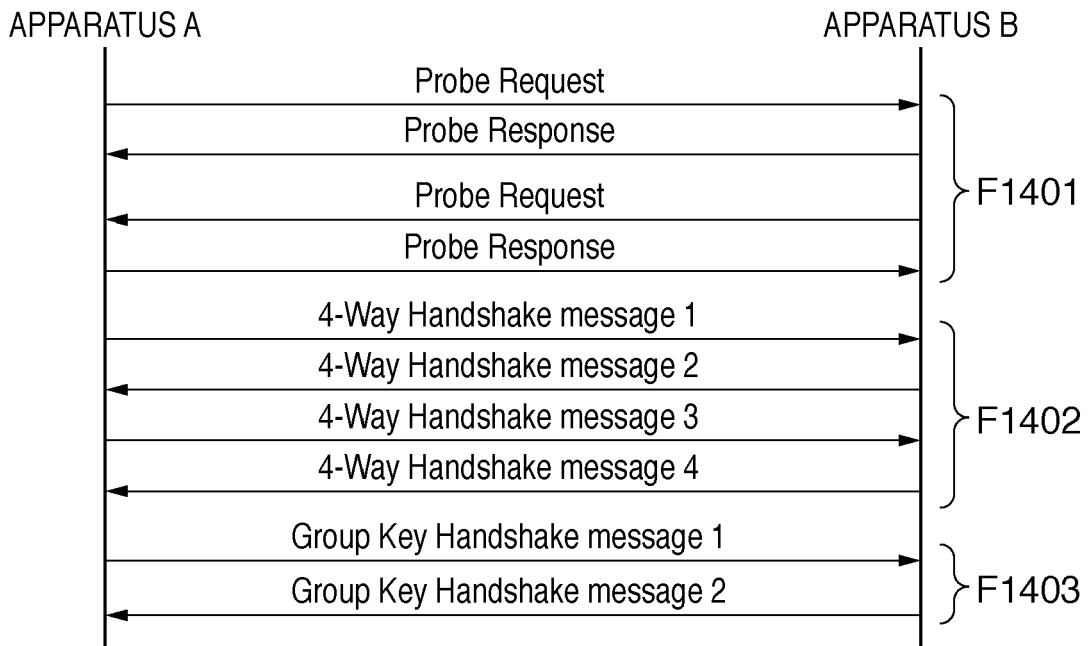 APPARATUS A
APPARATUS B
Probe Request
Probe Response
Probe Request
Probe Response
F1401
4-Way Handshake message 1
4-Way Handshake message 2
4-Way Handshake message 3
4-Way Handshake message 4
F1402
Group Key Handshake message 1
Group Key Handshake message 2
F1403